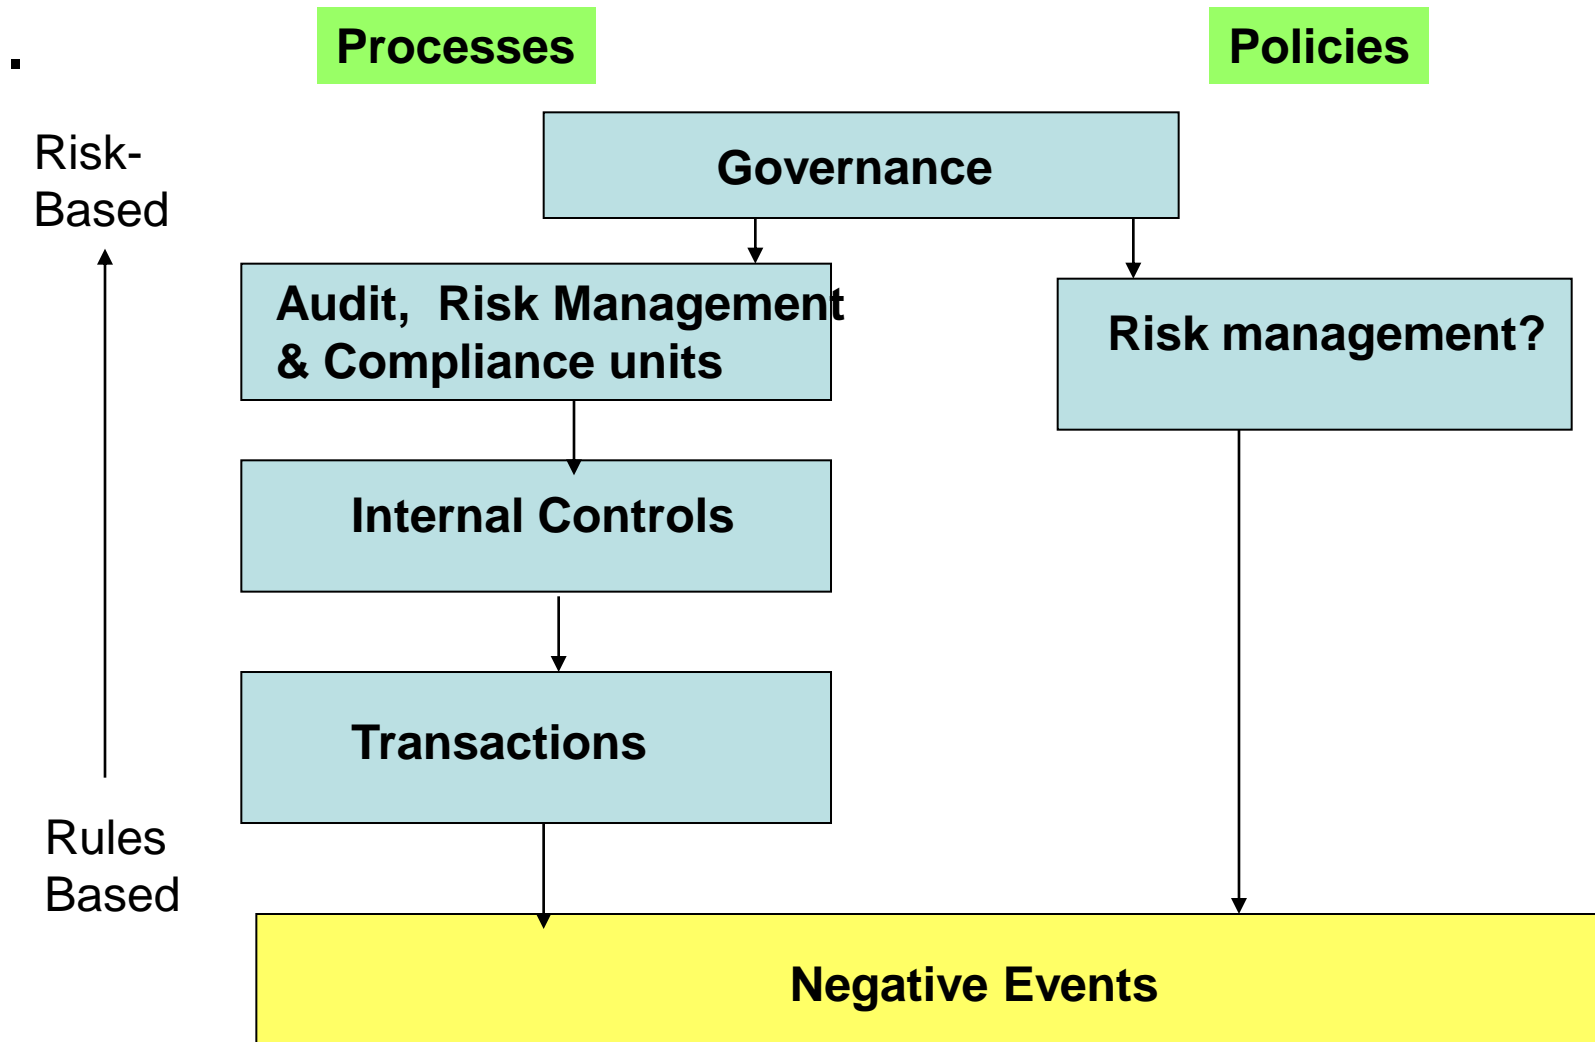 Processes
Policies
Risk-
Based
Governance
Audit,  Risk Management
& Compliance units
Risk management?
Internal Controls
Transactions
Rules
Based
Negative Events